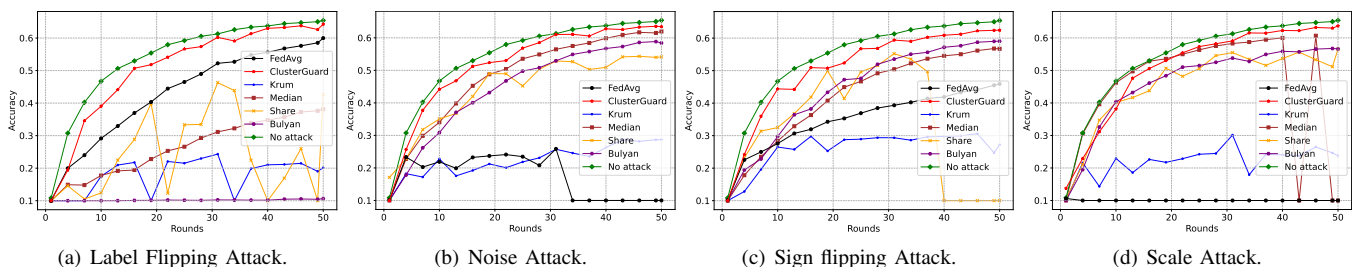 Accuracy
0.6
0.5
0.4
0.3
0.2
0.1
0
10
20
30
40
50
Rounds
FedAvg
ClusterGuard
Krum
Median
Share
Bulyan
No attack
(a) Label Flipping Attack.
Accuracy
0.6
0.5
0.4
0.3
0.2
0.1
0
10
20
30
40
50
Rounds
FedAvg
ClusterGuard
Krum
Median
Share
Bulyan
No attack
(b) Noise Attack.
Accuracy
0.6
0.5
0.4
0.3
0.2
0.1
0
10
20
30
40
50
Rounds
FedAvg
ClusterGuard
Krum
Median
Share
Bulyan
No attack
(c) Sign flipping Attack.
Accuracy
0.6
0.5
0.4
0.3
0.2
0.1
0
10
20
30
40
50
Rounds
FedAvg
ClusterGuard
Krum
Median
Share
Bulyan
No attack
(d) Scale Attack.